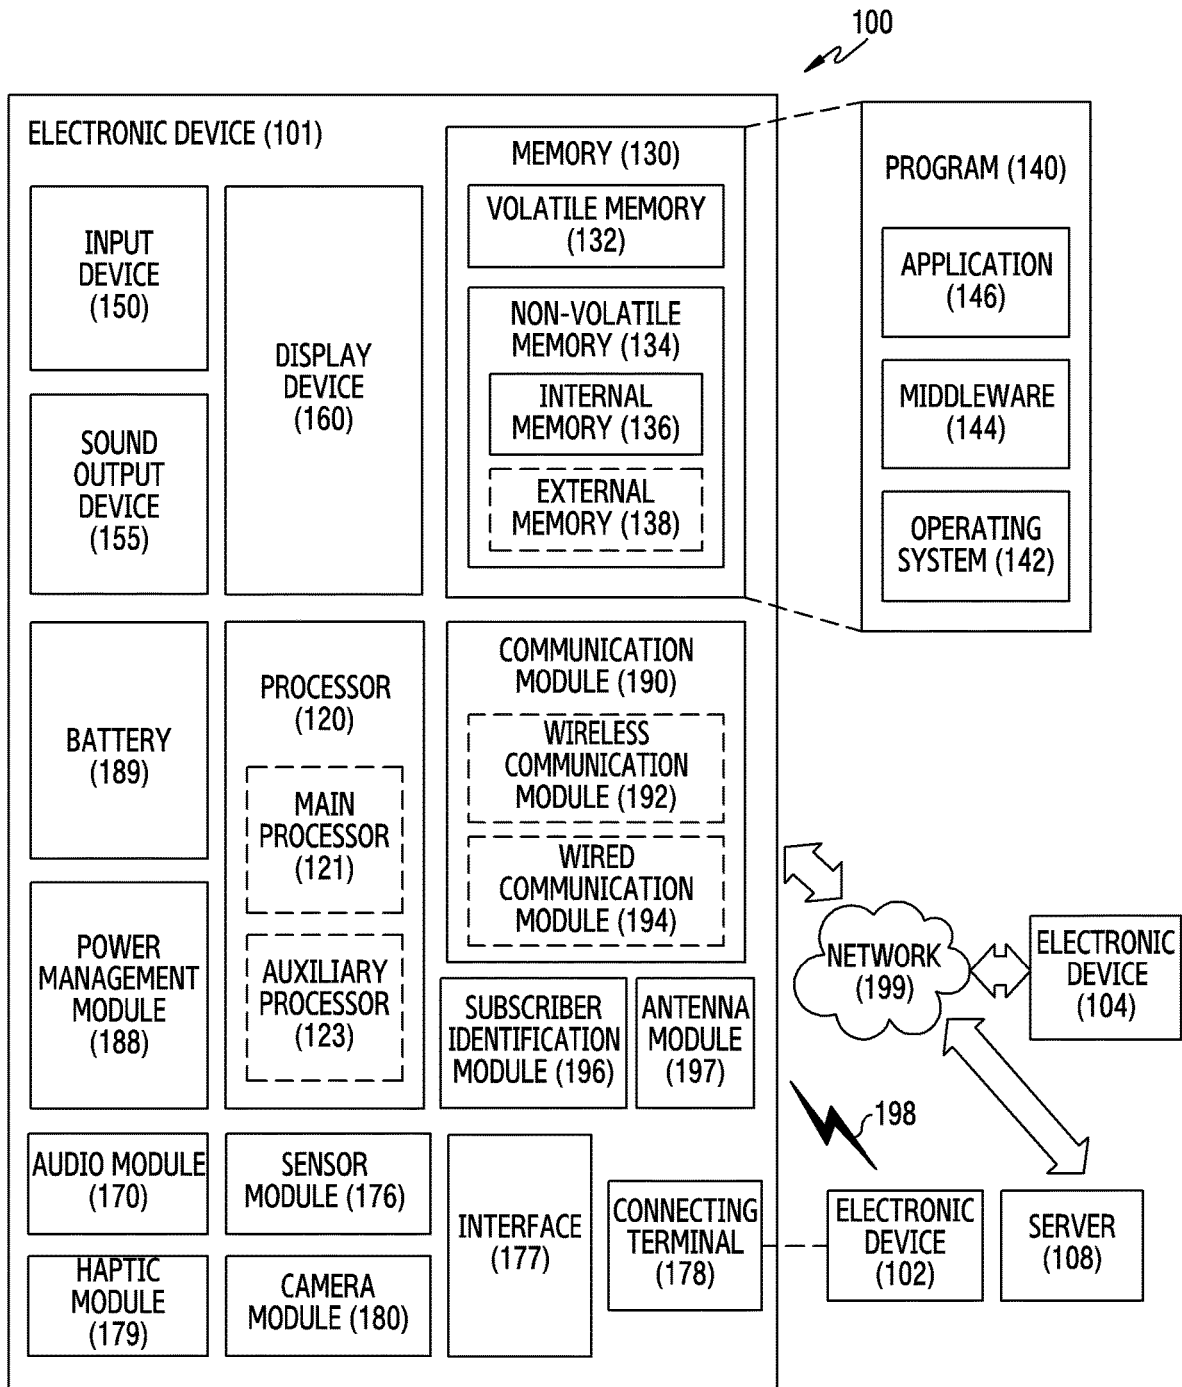 100
ELECTRONIC DEVICE (101)
INPUT
DEVICE
(150)
DISPLAY
DEVICE
(160)
SOUND
OUTPUT
DEVICE
(155)
MEMORY (130)
VOLATILE MEMORY
(132)
NON-VOLATILE
MEMORY (134)
INTERNAL
MEMORY (136)
EXTERNAL
MEMORY (138)
PROGRAM (140)
APPLICATION
(146)
MIDDLEWARE
(144)
OPERATING
SYSTEM (142)
BATTERY
(189)
POWER
MANAGEMENT
MODULE
(188)
PROCESSOR
(120)
MAIN
PROCESSOR
(121)
AUXILIARY
PROCESSOR
(123)
COMMUNICATION
MODULE (190)
WIRELESS
COMMUNICATION
MODULE (192)
WIRED
COMMUNICATION
MODULE (194)
SUBSCRIBER
IDENTIFICATION
MODULE (196)
ANTENNA
MODULE
(197)
NETWORK
(199)
ELECTRONIC
DEVICE
(104)
198
AUDIO MODULE
(170)
SENSOR
MODULE (176)
HAPTIC
MODULE
(179)
CAMERA
MODULE (180)
INTERFACE
(177)
CONNECTING
TERMINAL
(178)
ELECTRONIC
DEVICE
(102)
SERVER
(108)